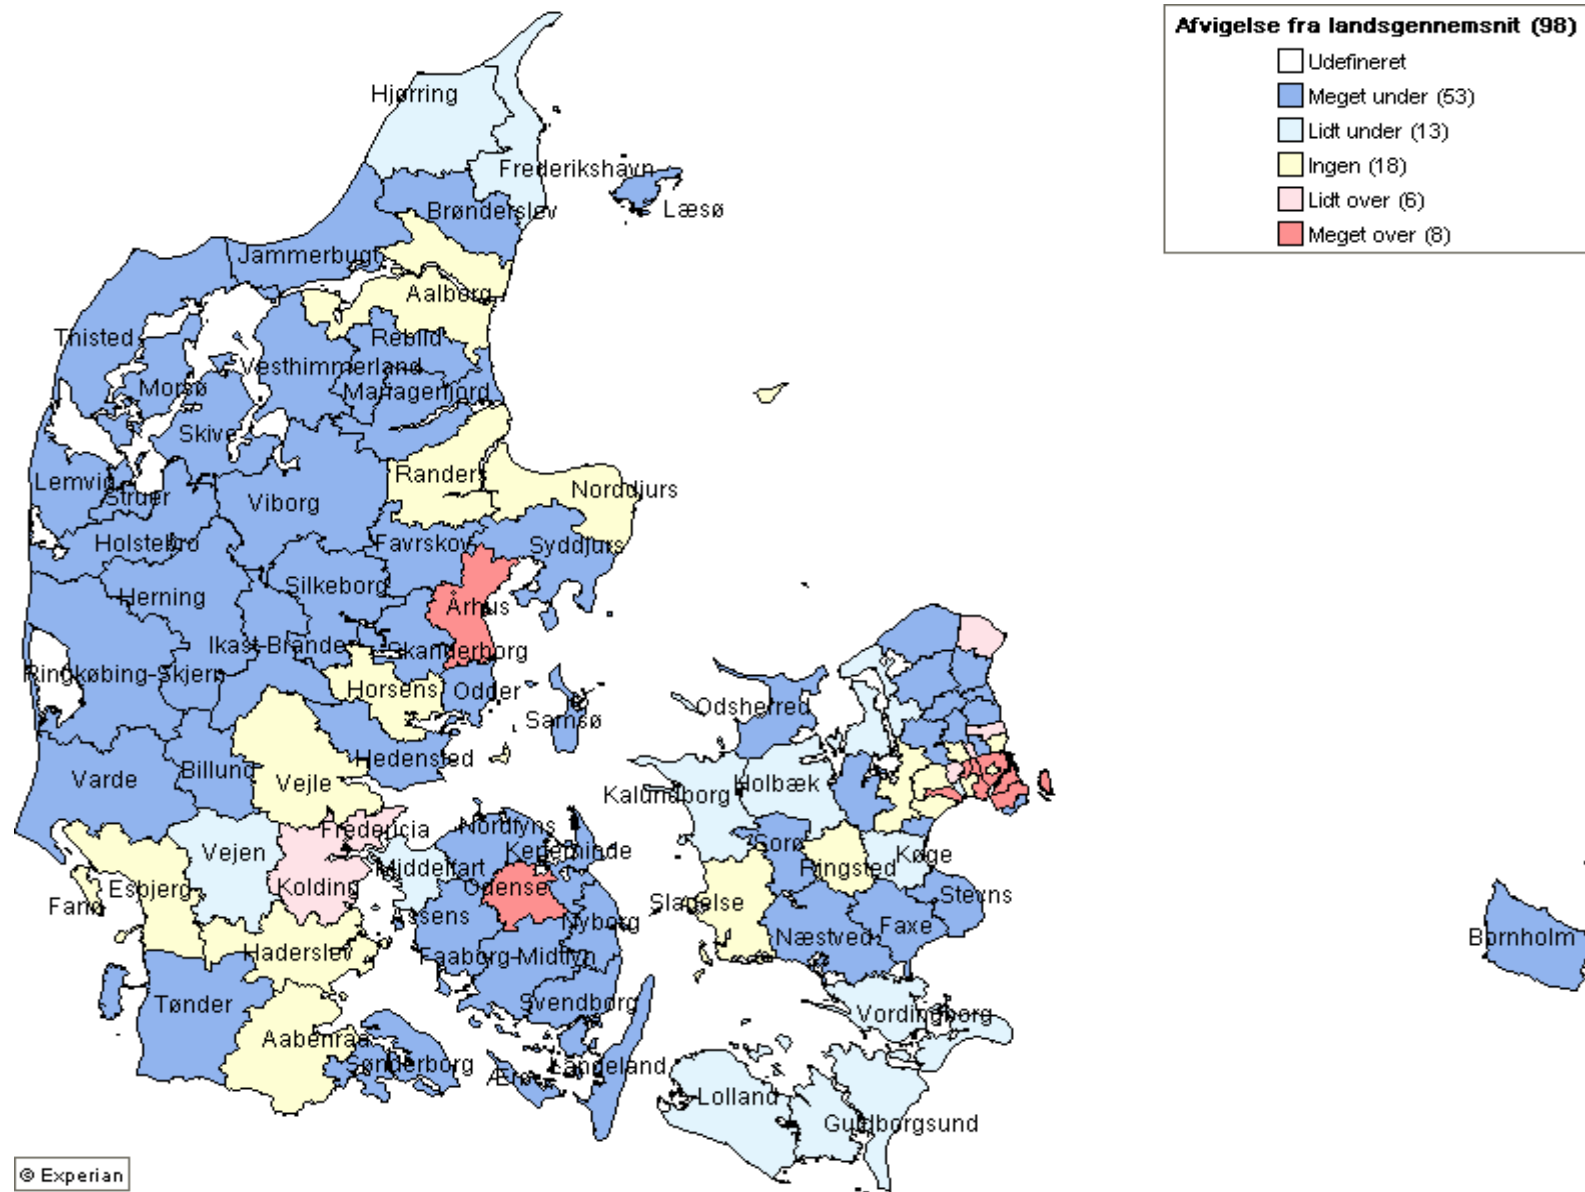 Afvigelse fra landsgennemsnit (98)
Udefineret
Meget under (53)
Lidt under (13)
Ingen (18)
Lidt over (6)
Meget over (8)
Hjørring
Frederikshavn
Læsø
Brønderslev
Jammerbugt
Aalborg
Thisted
Rebild
Vesthimmerland
Morsø
Mariagerfjord
Skive
Randers
Lemvig
Struer
Viborg
Norddjurs
Holstebro
Favrskov
Syddjurs
Silkeborg
Herning
Århus
Ikast-Brande
Skanderborg
Ringkøbing-Skjern
Horsens
Odder
Samsø
Odsherred
Hedensted
Varde
Billund
Vejle
Holbæk
Kalundborg
Fredericia
Nordfyns
Vejen
Kerteminde
Sorø
Køge
Middelfart
Ringsted
Kolding
Odense
Esbjerg
Fanø
Slagelse
Stevns
Assens
Nyborg
Faxe
Næstved
Bornholm
Haderslev
Faaborg-Midtfyn
Tønder
Svendborg
Vordingborg
Aabenraa
Sønderborg
Langeland
Ærø
Lolland
Guldborgsund
© Experian